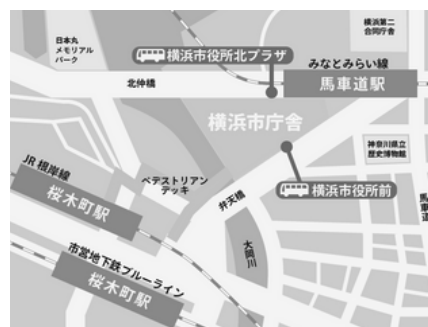 日本丸
メモリアル
パーク
横浜第二
合同庁舎
横浜市役所北プラザ
みなとみらい線
馬車道駅
北仲橋
横浜市庁舎
神奈川県立
歴史博物館
JR 根岸線
桜木町駅
ペデストリアン
デッキ
弁天橋
横浜市役所前
馬車道
大岡川
市営地下鉄ブルーライン
桜木町駅